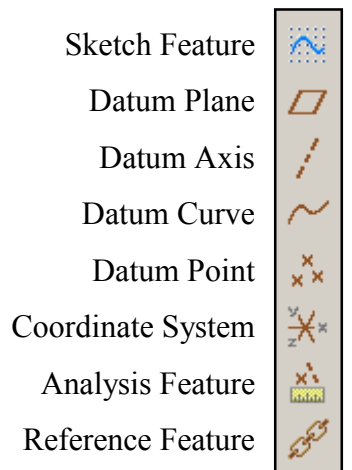 Sketch Feature
Datum Plane
Datum Axis
Datum Curve
Datum Point
Coordinate System
Analysis Feature
Reference Feature